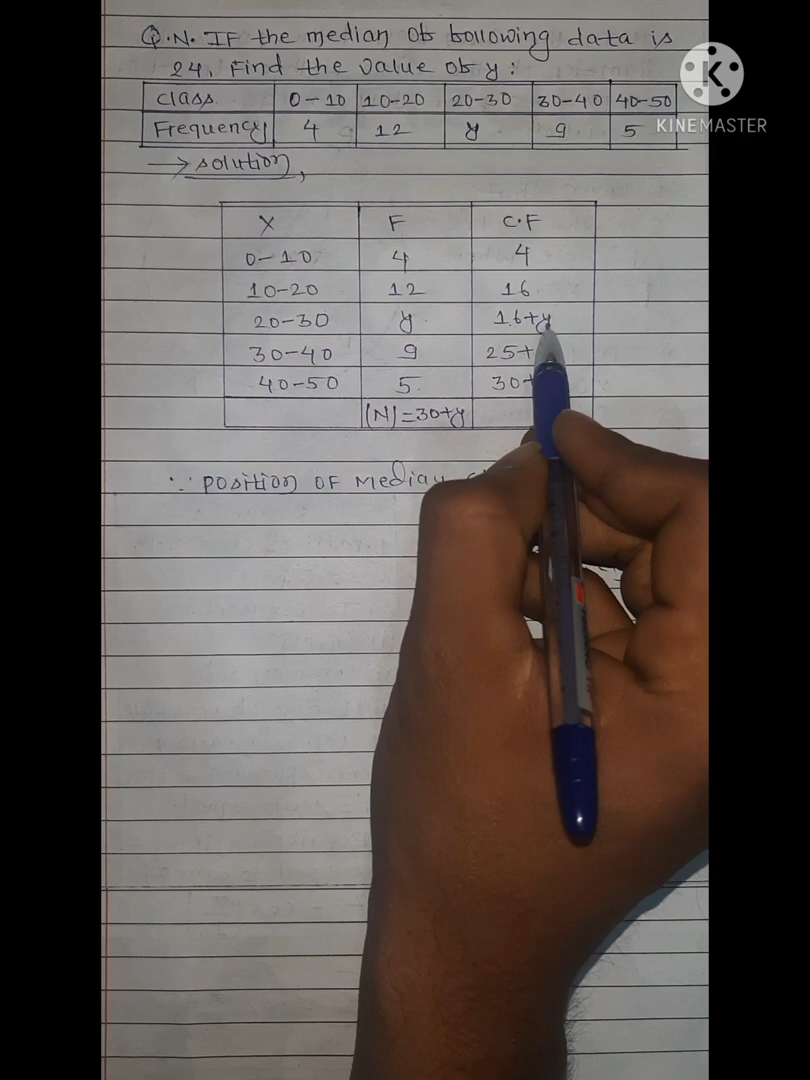 Q.N. IF the median of following data is
24, Find the value of y:
KINEMASTER
Class 0-10 10-20 20-30 30-40 40-50
Frequency 4 12 y 9 5
→ solution,
X F C.F
0-10 4 4
10-20 12 16
20-30 y 16+y
30-40 9 25+
40-50 5 30+
(N)=30+y
∵ position OF Median